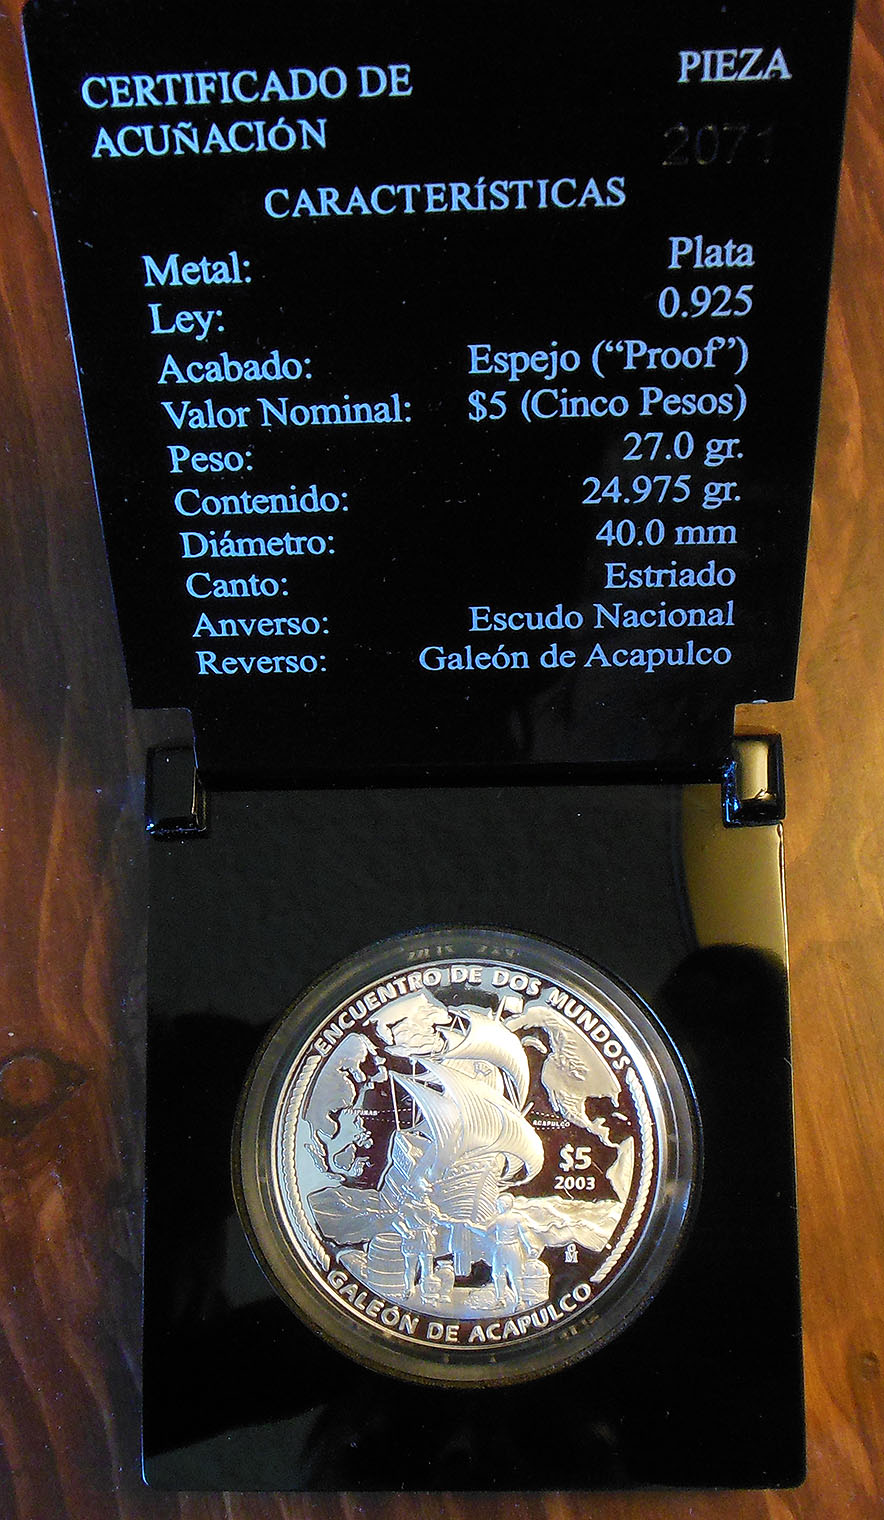 CERTIFICADO DE ACUÑACIÓN
PIEZA
2071
CARACTERÍSTICAS
Metal: Plata
Ley: 0.925
Acabado: Espejo (“Proof”)
Valor Nominal: $5 (Cinco Pesos)
Peso: 27.0 gr.
Contenido: 24.975 gr.
Diámetro: 40.0 mm
Canto: Estriado
Anverso: Escudo Nacional
Reverso: Galeón de Acapulco
ENCUENTRO DE DOS MUNDOS
FILIPINAS
ACAPULCO
$5
2003
GALEÓN DE ACAPULCO